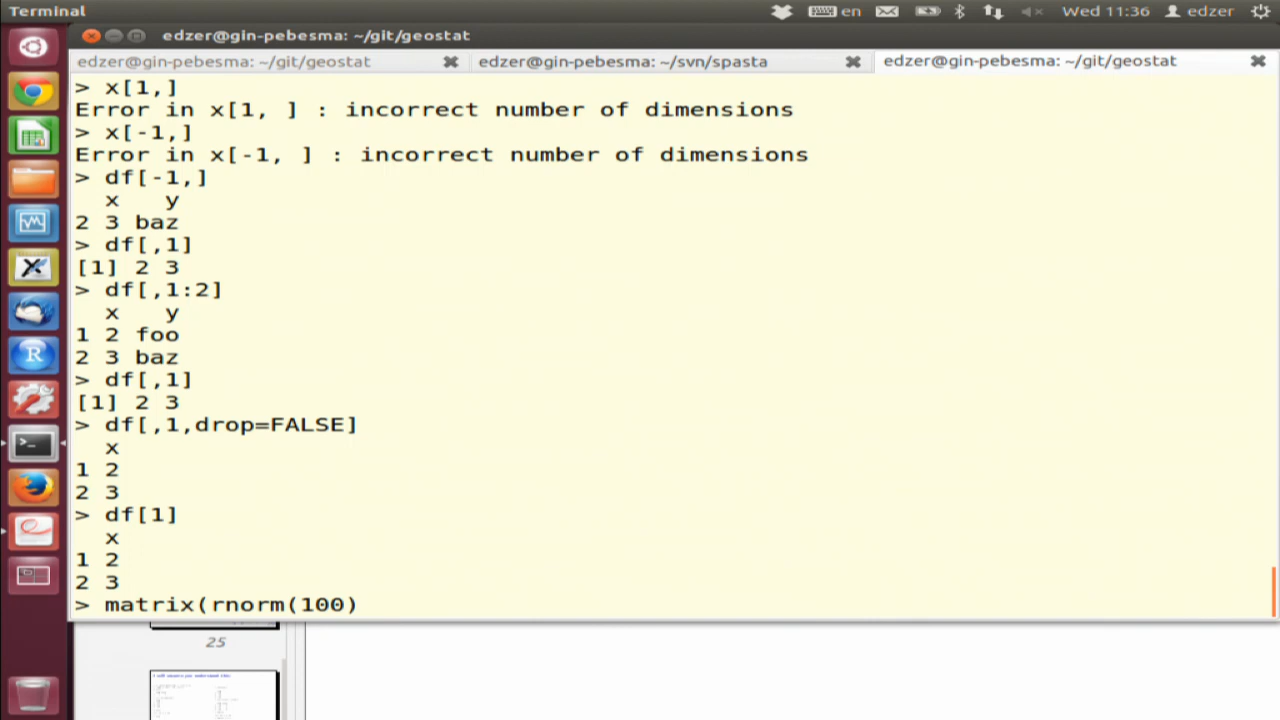 Terminal
en
Wed 11:36
edzer
edzer@gin-pebesma: ~/git/geostat
edzer@gin-pebesma: ~/git/geostat
edzer@gin-pebesma: ~/svn/spasta
edzer@gin-pebesma: ~/git/geostat
> x[1,]
Error in x[1, ] : incorrect number of dimensions
> x[-1,]
Error in x[-1, ] : incorrect number of dimensions
> df[-1,]
  x   y
2 3 baz
> df[,1]
[1] 2 3
> df[,1:2]
  x   y
1 2 foo
2 3 baz
> df[,1]
[1] 2 3
> df[,1,drop=FALSE]
  x
1 2
2 3
> df[1]
  x
1 2
2 3
> matrix(rnorm(100)
25